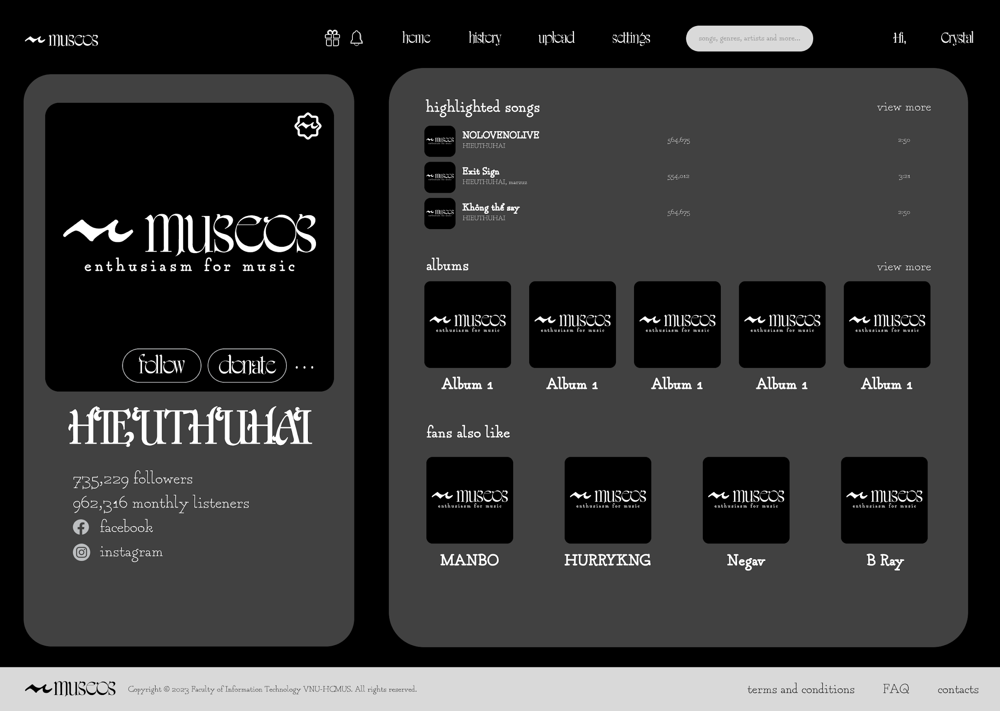 museos
home history upload settings songs, genres, artists and more... Hi, Crystal
museos
enthusiasm for music
follow donate ...
HIEUTHUHAI
735,229 followers
962,316 monthly listeners
facebook
instagram
highlighted songs view more
museos
enthusiasm for music
NOLOVENOLIVE 564,675 2:50
HIEUTHUHAI
museos
enthusiasm for music
Exit Sign 554,012 3:21
HIEUTHUHAI, marzuz
museos
enthusiasm for music
Không thể say 564,675 2:50
HIEUTHUHAI
albums view more
museos museos museos museos museos
enthusiasm for music enthusiasm for music enthusiasm for music enthusiasm for music enthusiasm for music
Album 1 Album 1 Album 1 Album 1 Album 1
fans also like
museos museos museos museos
enthusiasm for music enthusiasm for music enthusiasm for music enthusiasm for music
MANBO HURRYKNG Negav B Ray
museos Copyright © 2023 Faculty of Information Technology VNU-HCMUS. All rights reserved. terms and conditions FAQ contacts